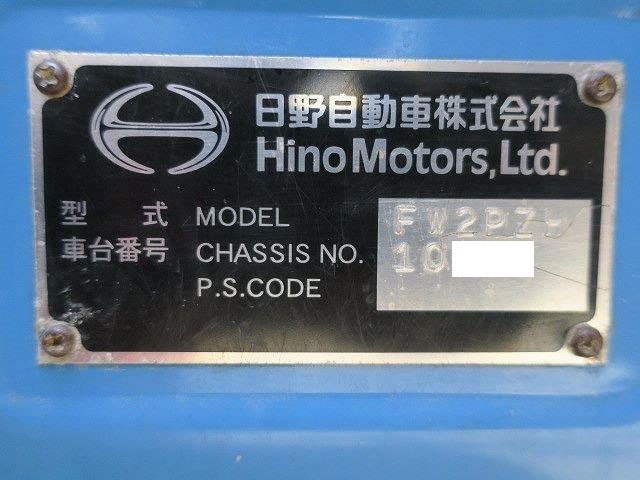 日野自動車株式会社
Hino Motors, Ltd.
型 式 MODEL FW2PZH
車台番号 CHASSIS NO. 10
P.S.CODE